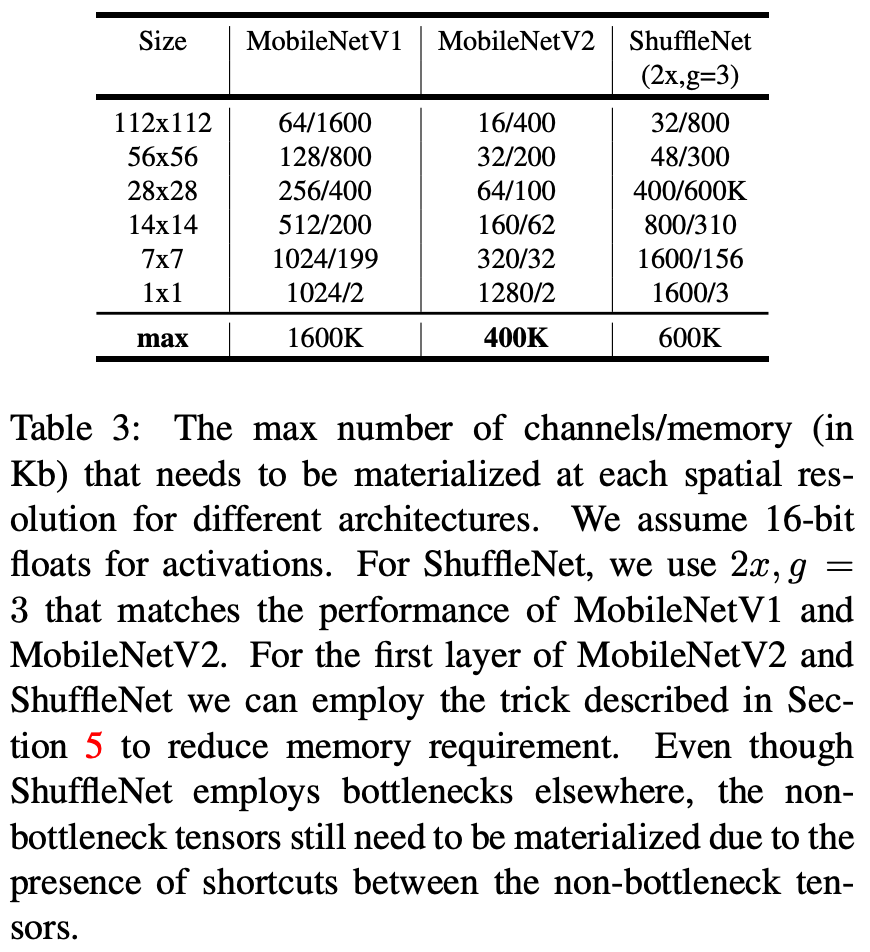 Size MobileNetV1 MobileNetV2 ShuffleNet
(2x,g=3)
112x112 64/1600 16/400 32/800
56x56 128/800 32/200 48/300
28x28 256/400 64/100 400/600K
14x14 512/200 160/62 800/310
7x7 1024/199 320/32 1600/156
1x1 1024/2 1280/2 1600/3
max 1600K 400K 600K
Table 3: The max number of channels/memory (in
Kb) that needs to be materialized at each spatial res-
olution for different architectures. We assume 16-bit
floats for activations. For ShuffleNet, we use 2x, g =
3 that matches the performance of MobileNetV1 and
MobileNetV2. For the first layer of MobileNetV2 and
ShuffleNet we can employ the trick described in Sec-
tion 5 to reduce memory requirement. Even though
ShuffleNet employs bottlenecks elsewhere, the non-
bottleneck tensors still need to be materialized due to the
presence of shortcuts between the non-bottleneck ten-
sors.